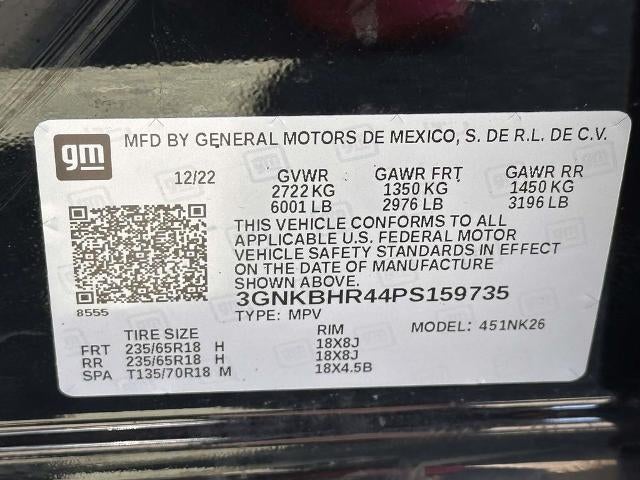 gm MFD BY GENERAL MOTORS DE MEXICO, S. DE R.L. DE C.V.
12/22 GVWR GAWR FRT GAWR RR
2722 KG 1350 KG 1450 KG
6001 LB 2976 LB 3196 LB
THIS VEHICLE CONFORMS TO ALL
APPLICABLE U.S. FEDERAL MOTOR
VEHICLE SAFETY STANDARDS IN EFFECT
ON THE DATE OF MANUFACTURE
SHOWN ABOVE.
3GNKBHR44PS159735
8555 TYPE: MPV MODEL: 451NK26
TIRE SIZE RIM
FRT 235/65R18 H 18X8J
RR 235/65R18 H 18X8J
SPA T135/70R18 M 18X4.5B